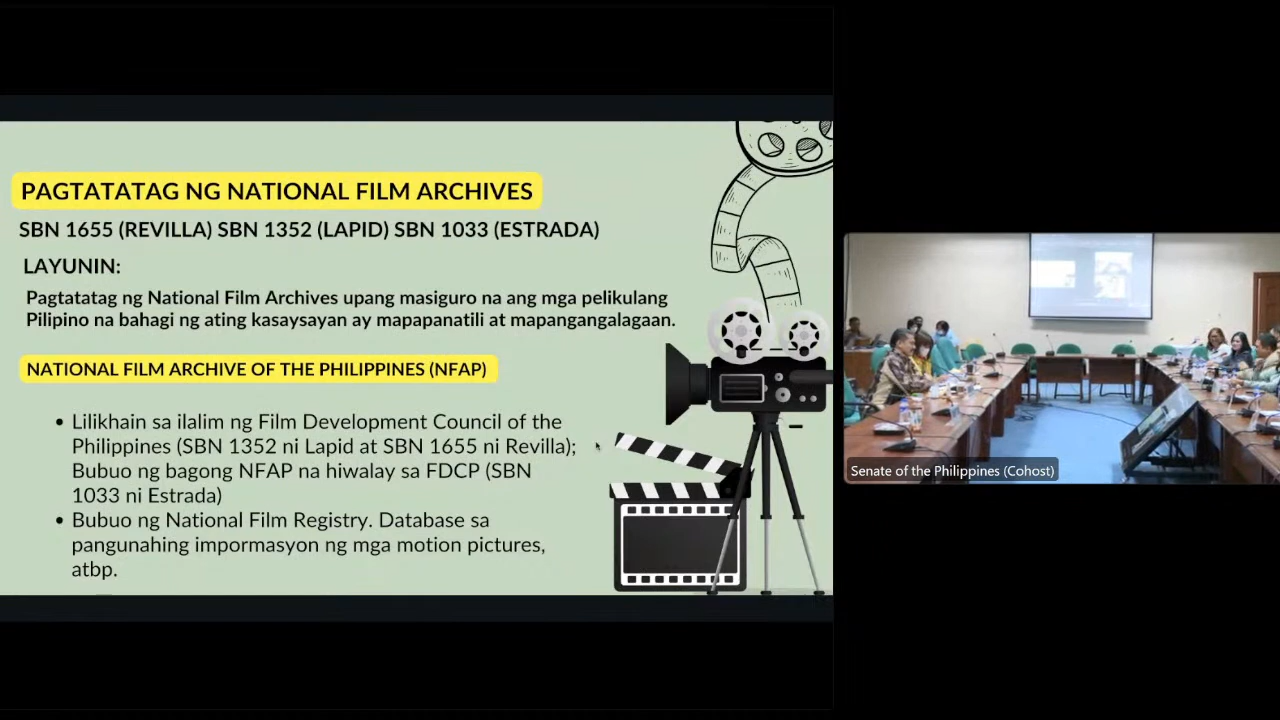 PAGTATATAG NG NATIONAL FILM ARCHIVES
SBN 1655 (REVILLA) SBN 1352 (LAPID) SBN 1033 (ESTRADA)
LAYUNIN:
Pagtatatag ng National Film Archives upang masiguro na ang mga pelikulang
Pilipino na bahagi ng ating kasaysayan ay mapapanatili at mapangangalagaan.
NATIONAL FILM ARCHIVE OF THE PHILIPPINES (NFAP)
• Lilikhain sa ilalim ng Film Development Council of the
Philippines (SBN 1352 ni Lapid at SBN 1655 ni Revilla);
Bubuo ng bagong NFAP na hiwalay sa FDCP (SBN
1033 ni Estrada)
• Bubuo ng National Film Registry. Database sa
pangunahing impormasyon ng mga motion pictures,
atbp.
Senate of the Philippines (Cohost)